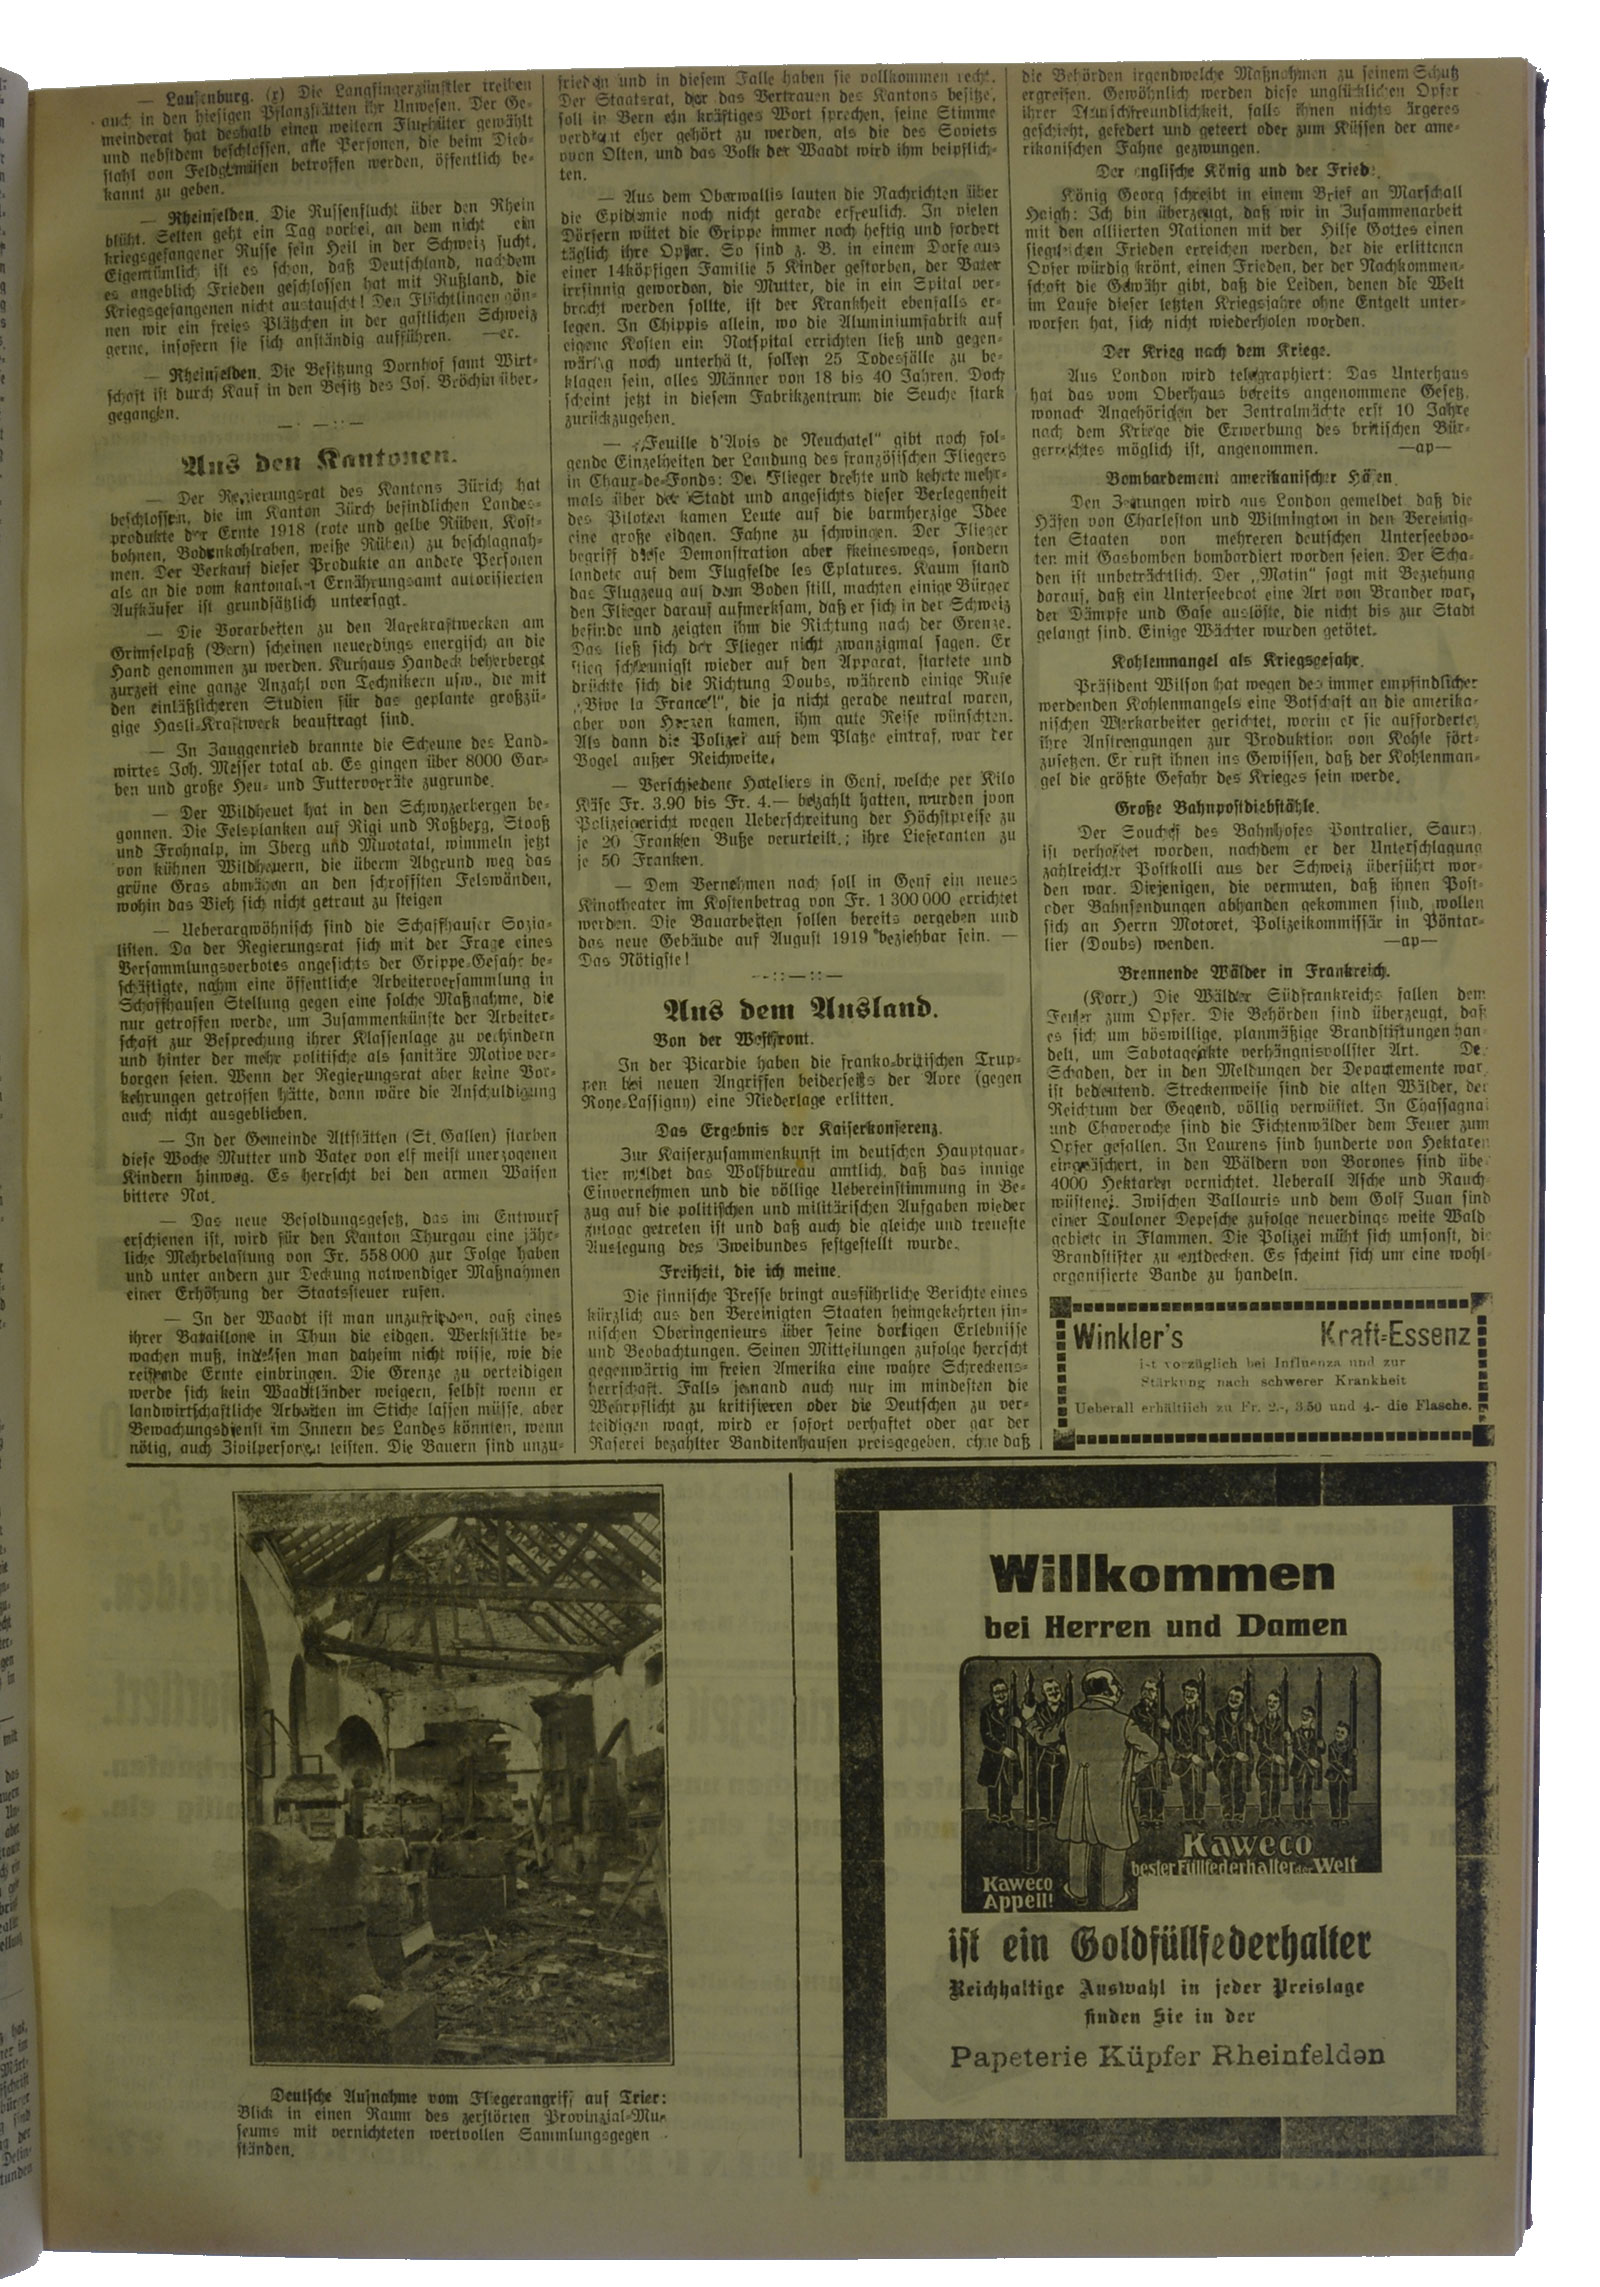 — Laufenburg. (r) Die Langfingerzünftler treiben
auch in den hiesigen Pflanzstätten ihr Unwesen. Der Ge-
meinderat hat deshalb einen weitern Flurhüter gewählt
und nebstdem beschlossen, alle Personen, die beim Dieb-
stahl von Feldgemüsen betroffen werden, öffentlich be-
kannt zu geben.
— Rheinfelden. Die Russenflucht über den Rhein
blüht. Selten geht ein Tag vorbei, an dem nicht ein
kriegsgefangener Russe sein Heil in der Schweiz sucht.
Eigentümlich ist es schon, daß Deutschland, nachdem
es angeblich Frieden geschlossen hat mit Rußland, die
Kriegsgefangenen nicht austauscht! Den Flüchtlingen gön-
nen wir ein freies Plätzchen in der gastlichen Schweiz
gerne, insofern sie sich anständig aufführen. —er.
— Rheinfelden. Die Besitzung Dornhof samt Wirt-
schaft ist durch Kauf in den Besitz des Jos. Bröchin über-
gegangen.
Aus den Kantonen.
— Der Regierungsrat des Kantons Zürich hat
beschlossen, die im Kanton Zürch befindlichen Landes-
produkte der Ernte 1918 (rote und gelbe Rüben, Kost-
bohnen, Bodenkohlraben, weiße Rüben) zu beschlagnah-
men. Der Verkauf dieser Produkte an andere Personen
als an die vom kantonalen Ernährungsamt autorisierten
Aufkäufer ist grundsätzlich untersagt.
— Die Vorarbeiten zu den Aarekraftwerken am
Grimselpaß (Bern) scheinen neuerdings energisch an die
Hand genommen zu werden. Kurhaus Handeck beherbergt
zurzeit eine ganze Anzahl von Technikern usw., die mit
den einläßlicheren Studien für das geplante großzü-
gige Hasli-Kraftwerk beauftragt sind.
— In Zauggenried brannte die Scheune des Land-
wirtes Joh. Messer total ab. Es gingen über 8000 Gar-
ben und große Heu- und Futtervorräte zugrunde.
— Der Wildheuet hat in den Schwyzerbergen be-
gonnen. Die Felsplanken auf Rigi und Roßberg, Stooß
und Frohnalp, im Iberg und Muotatal, wimmeln jetzt
von kühnen Wildheuern, die überm Abgrund weg das
grüne Gras abmähen an den schroffsten Felswänden,
wohin das Vieh sich nicht getraut zu steigen
— Ueberargwöhnisch sind die Schaffhauser Sozia-
listen. Da der Regierungsrat sich mit der Frage eines
Versammlungsverbotes angesichts der Grippe-Gefahr be-
schäftigte, nahm eine öffentliche Arbeiterversammlung in
Schaffhausen Stellung gegen eine solche Maßnahme, die
nur getroffen werde, um Zusammenkünfte der Arbeiter-
schaft zur Besprechung ihrer Klassenlage zu verhindern
und hinter der mehr politische als sanitäre Motive ver-
borgen seien. Wenn der Regierungsrat aber keine Vor-
kehrungen getroffen hätte, dann wäre die Anschuldigung
auch nicht ausgeblieben.
— In der Gemeinde Altstätten (St. Gallen) starben
diese Woche Mutter und Vater von elf meist unerzogenen
Kindern hinweg. Es herrscht bei den armen Waisen
bittere Not.
— Das neue Besoldungsgesetz, das im Entwurf
erschienen ist, wird für den Kanton Thurgau eine jähr-
liche Mehrbelastung von Fr. 558 000 zur Folge haben
und unter andern zur Deckung notwendiger Maßnahmen
einer Erhöhung der Staatssteuer rufen.
— In der Waadt ist man unzufrieden, daß eines
ihrer Bataillone in Thun die eidgen. Werkstätte be-
wachen muß, indessen man daheim nicht wisse, wie die
reifende Ernte einbringen. Die Grenze zu verteidigen
werde sich kein Waadtländer weigern, selbst wenn er
landwirtschaftliche Arbeiten im Stiche lassen müsse, aber
Bewachungsdienst im Innern des Landes könnten, wenn
nötig, auch Zivilpersonen leisten. Die Bauern sind unzu-
frieden und in diesem Falle haben sie vollkommen recht.
Der Staatsrat, der das Vertrauen des Kantons besitze,
soll in Bern ein kräftiges Wort sprechen, seine Stimme
verdient eher gehört zu werden, als die des Soviets
von Olten, und das Volk der Waadt wird ihm beipflich-
ten.
— Aus dem Oberwallis lauten die Nachrichten über
die Epidemie noch nicht gerade erfreulich. In vielen
Dörfern wütet die Grippe immer noch heftig und fordert
täglich ihre Opfer. So sind z. B. in einem Dorfe aus
einer 14köpfigen Familie 5 Kinder gestorben, der Vater
irrsinnig geworden, die Mutter, die in ein Spital ver-
bracht werden sollte, ist der Krankheit ebenfalls er-
legen. In Chippis allein, wo die Aluminiumfabrik auf
eigene Kosten ein Notspital errichten ließ und gegen-
wärtig noch unterhält, sollen 25 Todesfälle zu be-
klagen sein, alles Männer von 18 bis 40 Jahren. Doch
scheint jetzt in diesem Fabrikzentrum die Seuche stark
zurückzugehen.
— „Feuille d'Avis de Neuchatel" gibt noch fol-
gende Einzelheiten der Landung des französischen Fliegers
in Chaux-de-Fonds: Der Flieger drehte und kehrte mehr-
mals über der Stadt und angesichts dieser Verlegenheit
des Piloten kamen Leute auf die barmherzige Idee
eine große eidgen. Fahne zu schwingen. Der Flieger
begriff diese Demonstration aber keineswegs, sondern
landete auf dem Flugfelde les Eplatures. Kaum stand
das Flugzeug auf dem Boden still, machten einige Bürger
den Flieger darauf aufmerksam, daß er sich in der Schweiz
befinde und zeigten ihm die Richtung nach der Grenze.
Das ließ sich der Flieger nicht zwanzigmal sagen. Er
stieg schleunigst wieder auf den Apparat, startete und
drückte sich die Richtung Doubs, während einige Rufe
„Vive la France!", die ja nicht gerade neutral waren,
aber von Herzen kamen, ihm gute Reise wünschten.
Als dann die Polizei auf dem Platze eintraf, war der
Vogel außer Reichweite.
— Verschiedene Hoteliers in Genf, welche per Kilo
Käse Fr. 3.90 bis Fr. 4.— bezahlt hatten, wurden vom
Polizeigericht wegen Ueberschreitung der Höchstpreise zu
je 20 Franken Buße verurteilt.; ihre Lieferanten zu
je 50 Franken.
— Dem Vernehmen nach soll in Genf ein neues
Kinotheater im Kostenbetrag von Fr. 1 300 000 errichtet
werden. Die Bauarbeiten sollen bereits vergeben und
das neue Gebäude auf August 1919 beziehbar sein. —
Das Nötigste!
Aus dem Ausland.
Von der Westfront.
In der Picardie haben die franko-britischen Trup-
pen bei neuen Angriffen beiderseits der Avre (gegen
Roye-Lassigny) eine Niederlage erlitten.
Das Ergebnis der Kaiserkonferenz.
Zur Kaiserzusammenkunft im deutschen Hauptquar-
tier meldet das Wolfbureau amtlich, daß das innige
Einvernehmen und die völlige Uebereinstimmung in Be-
zug auf die politischen und militärischen Aufgaben wieder
zutage getreten ist und daß auch die gleiche und treueste
Auslegung des Zweibundes festgestellt wurde.
Freiheit, die ich meine.
Die finnische Presse bringt ausführliche Berichte eines
kürzlich aus den Vereinigten Staaten heimgekehrten fin-
nischen Oberingenieurs über seine dortigen Erlebnisse
und Beobachtungen. Seinen Mitteilungen zufolge herrscht
gegenwärtig im freien Amerika eine wahre Schreckens-
herrschaft. Falls jemand auch nur im mindesten die
Wehrpflicht zu kritisieren oder die Deutschen zu ver-
teidigen wagt, wird er sofort verhaftet oder gar der
Raserei bezahlter Banditenhaufen preisgegeben, ohne daß
die Behörden irgendwelche Maßnahmen zu seinem Schutz
ergreifen. Gewöhnlich werden diese unglücklichen Opfer
ihrer Deutschfreundlichkeit, falls ihnen nichts ärgeres
geschieht, gefedert und geteert oder zum Küssen der ame-
rikanischen Fahne gezwungen.
Der englische König und der Friede.
König Georg schreibt in einem Brief an Marschall
Haigh: Ich bin überzeugt, daß wir in Zusammenarbeit
mit den alliierten Nationen mit der Hilfe Gottes einen
siegreichen Frieden erreichen werden, der die erlittenen
Opfer würdig krönt, einen Frieden, der der Nachkommen-
schaft die Gewähr gibt, daß die Leiden, denen die Welt
im Laufe dieser letzten Kriegsjahre ohne Entgelt unter-
worfen hat, sich nicht wiederholen worden.
Der Krieg nach dem Kriege.
Aus London wird telegraphiert: Das Unterhaus
hat das vom Oberhaus bereits angenommene Gesetz,
wonach Angehörigen der Zentralmächte erst 10 Jahre
nach dem Kriege die Erwerbung des britischen Bür-
gerrechtes möglich ist, angenommen. —ap—
Bombardement amerikanischer Häfen.
Den Zeitungen wird aus London gemeldet daß die
Häfen von Charleston und Wilmington in den Vereinig-
ten Staaten von mehreren deutschen Unterseeboo-
ten mit Gasbomben bombardiert worden seien. Der Scha-
den ist unbeträchtlich. Der „Matin" sagt mit Beziehung
darauf, daß ein Unterseeboot eine Art von Brander war,
der Dämpfe und Gase auslöste, die nicht bis zur Stadt
gelangt sind. Einige Wächter wurden getötet.
Kohlenmangel als Kriegsgefahr.
Präsident Wilson hat wegen des immer empfindlicher
werdenden Kohlenmangels eine Botschaft an die amerika-
nischen Werkarbeiter gerichtet, worin er sie aufforderte,
ihre Anstrengungen zur Produktion von Kohle fort-
zusetzen. Er ruft ihnen ins Gewissen, daß der Kohlenman-
gel die größte Gefahr des Krieges sein werde.
Große Bahnpostdiebstähle.
Der Souchef des Bahnhofes Pontralier, Saury,
ist verhaftet worden, nachdem er der Unterschlagung
zahlreicher Postkolli aus der Schweiz überführt wor-
den war. Diejenigen, die vermuten, daß ihnen Post-
oder Bahnsendungen abhanden gekommen sind, wollen
sich an Herrn Motoret, Polizeikommissär in Pontar-
lier (Doubs) wenden. —ap—
Brennende Wälder in Frankreich.
(Korr.) Die Wälder Südfrankreichs fallen dem
Feuer zum Opfer. Die Behörden sind überzeugt, daß
es sich um böswillige, planmäßige Brandstiftungen han-
delt, um Sabotageakte verhängnisvollster Art. De
Schaden, der in den Meldungen der Departemente war
ist bedeutend. Streckenweise sind die alten Wälder, der
Reichtum der Gegend, völlig verwüstet. In Chassagna
und Chaveroche sind die Fichtenwälder dem Feuer zum
Opfer gefallen. In Laurens sind hunderte von Hektaren
eingeäschert, in den Wäldern von Borones sind über
4000 Hektaren vernichtet. Ueberall Asche und Rauch
wüstenei. Zwischen Vallauris und dem Golf Juan sind
einer Touloner Depesche zufolge neuerdings weite Wald
gebiete in Flammen. Die Polizei müht sich umsonst, die
Brandstifter zu entdecken. Es scheint sich um eine wohl-
organisierte Bande zu handeln.
Winkler's Kraft-Essenz
ist vorzüglich bei Influenza und zur
Stärkung nach schwerer Krankheit
Ueberall erhältlich zu Fr. 2.-, 3.50 und 4.- die Flasche.
Deutsche Aufnahme vom Fliegerangriff auf Trier:
Blick in einen Raum des zerstörten Provinzial-Mu-
seums mit vernichteten wertvollen Sammlungsgegen-
ständen.
Willkommen
bei Herren und Damen
Kaweco
bester Füllfederhalter der Welt
Kaweco
Appell!
ist ein Goldfüllfederhalter
Reichhaltige Auswahl in jeder Preislage
finden Sie in der
Papeterie Küpfer Rheinfelden